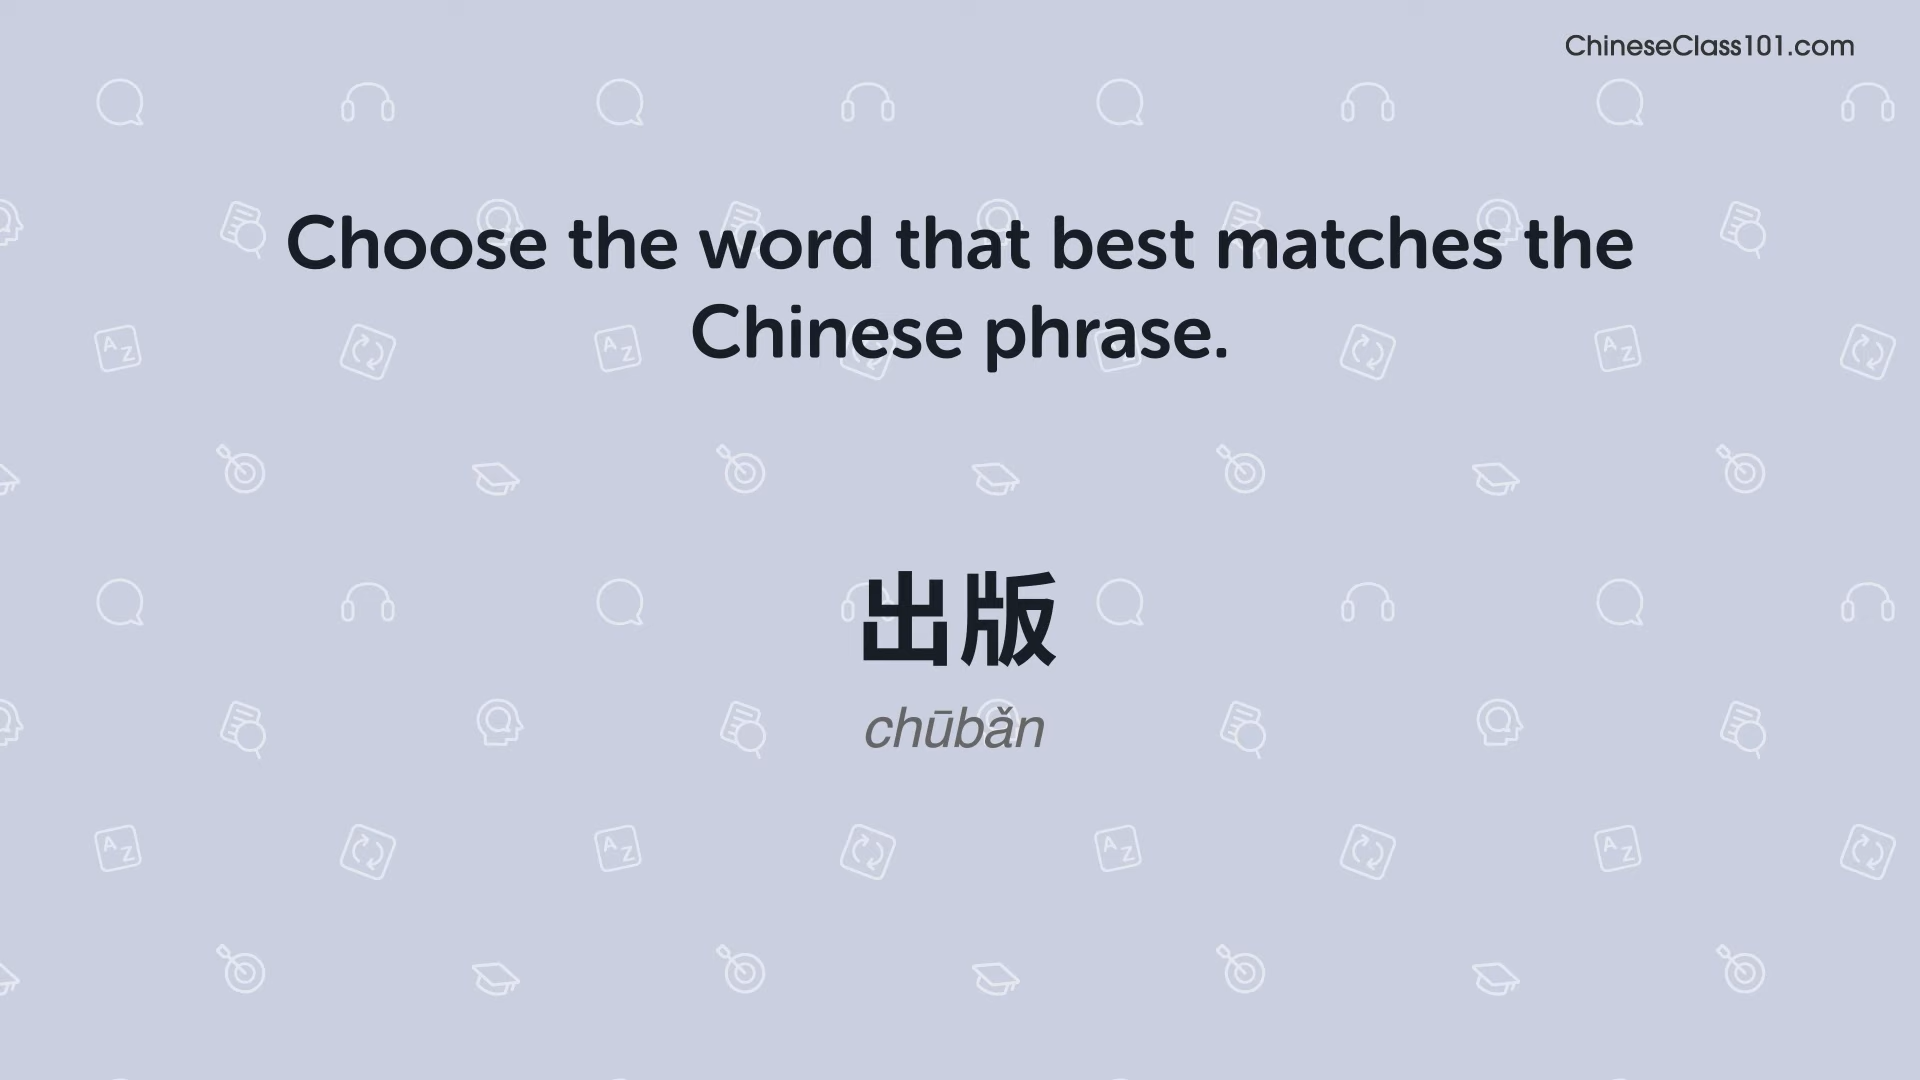 ChineseClass101.com
Choose the word that best matches the
Chinese phrase.
出版
chūbǎn